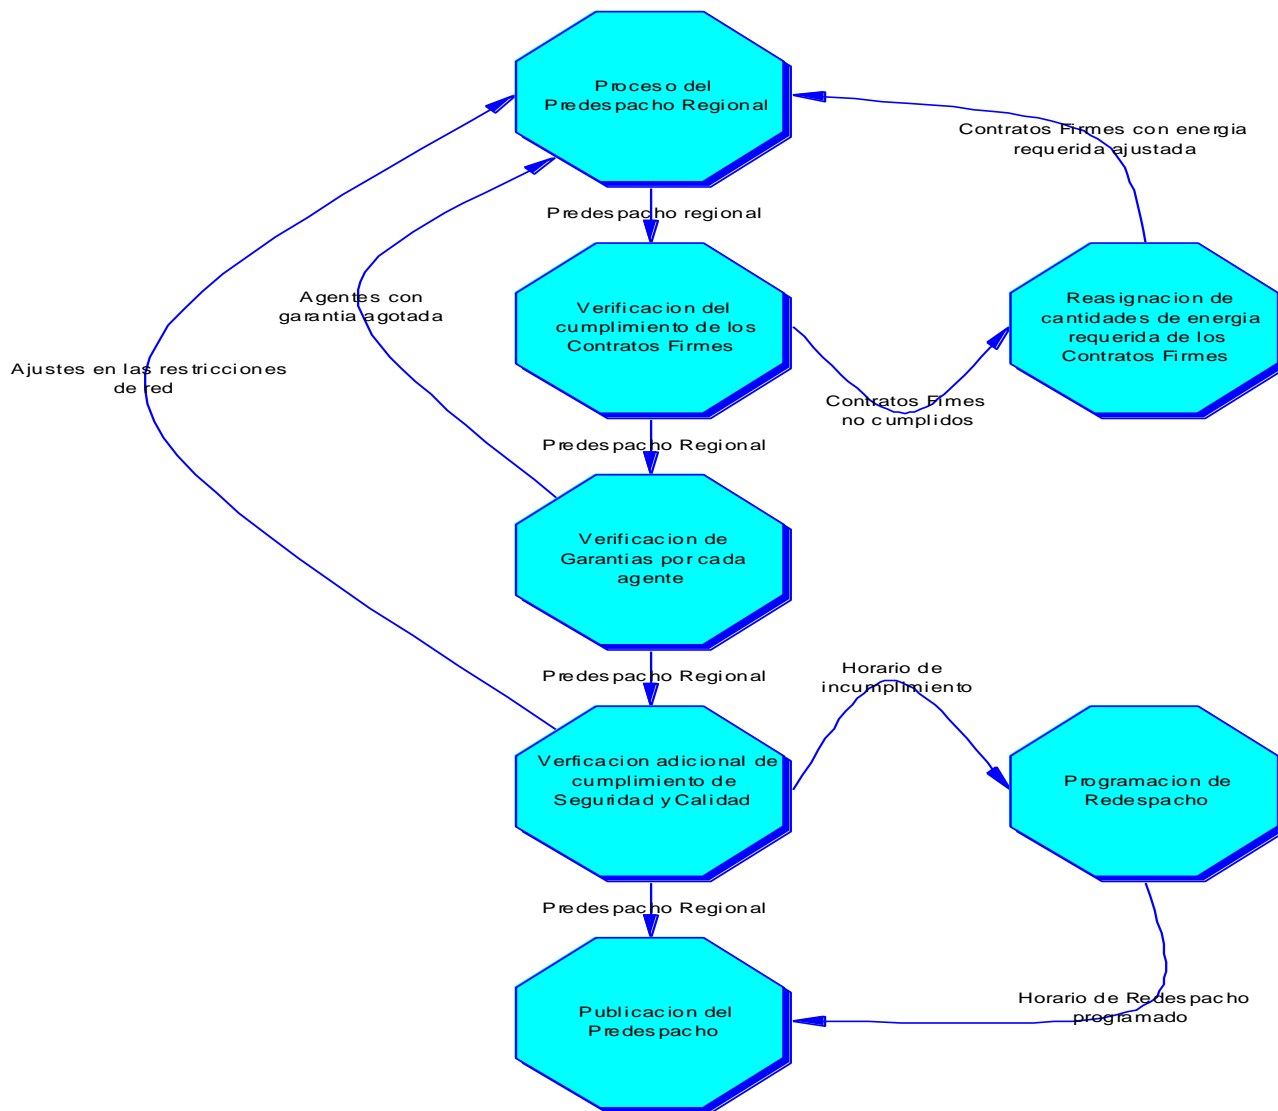 Proceso del
Predespacho Regional
Contratos Firmes con energia
requerida ajustada
Predespacho regional
Agentes con
garantia agotada
Verificacion del
cumplimiento de los
Contratos Firmes
Reasignacion de
cantidades de energia
requerida de los
Contratos Firmes
Ajustes en las restricciones
de red
Contratos Fimes
no cumplidos
Predespacho Regional
Verificacion de
Garantias por cada
agente
Predespacho Regional
Horario de
incumplimiento
Verficacion adicional de
cumplimiento de
Seguridad y Calidad
Programacion de
Redespacho
Predespacho Regional
Horario de Redespacho
programado
Publicacion del
Predespacho